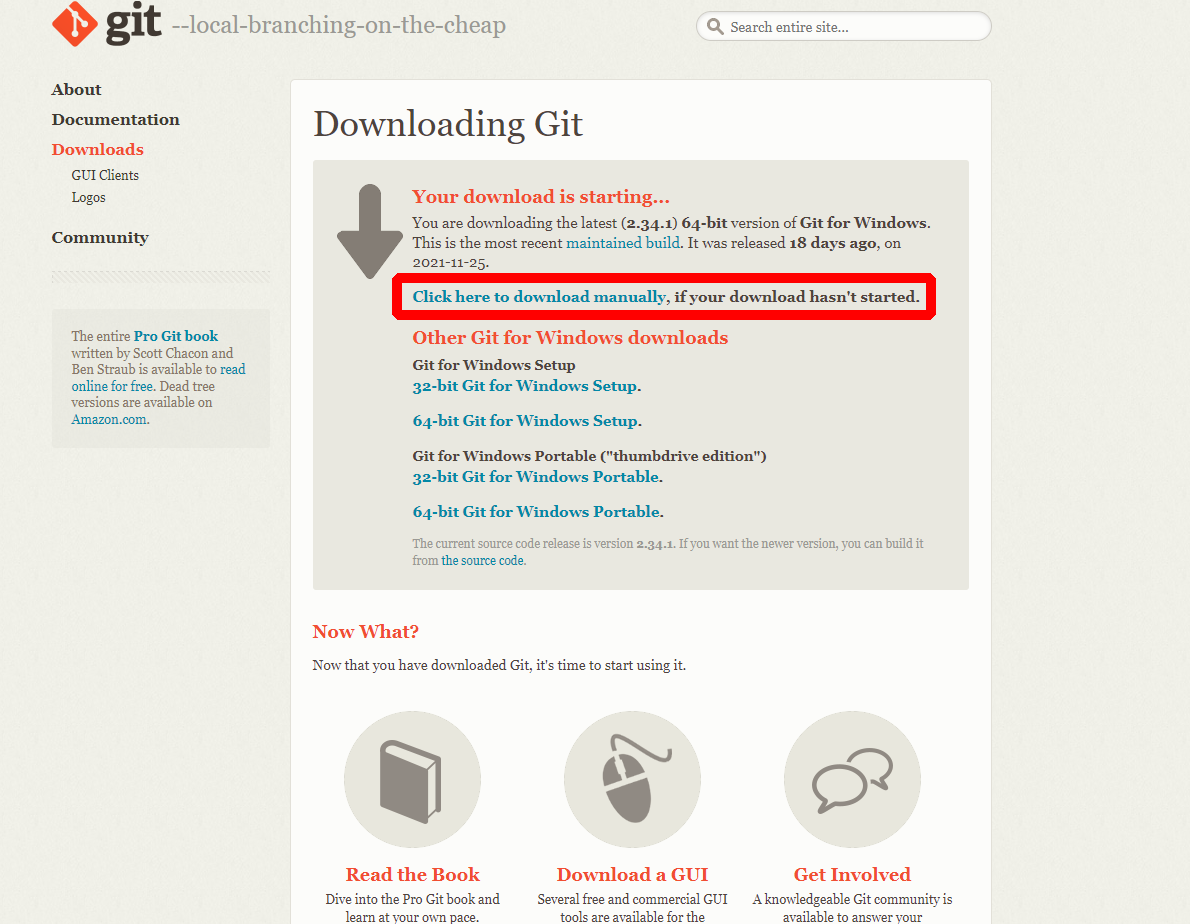 git --local-branching-on-the-cheap
Search entire site...
About
Documentation
Downloads
GUI Clients
Logos
Community
The entire Pro Git book
written by Scott Chacon and
Ben Straub is available to read
online for free. Dead tree
versions are available on
Amazon.com.
Downloading Git
Your download is starting...
You are downloading the latest (2.34.1) 64-bit version of Git for Windows.
This is the most recent maintained build. It was released 18 days ago, on
2021-11-25.
Click here to download manually, if your download hasn't started.
Other Git for Windows downloads
Git for Windows Setup
32-bit Git for Windows Setup.
64-bit Git for Windows Setup.
Git for Windows Portable ("thumbdrive edition")
32-bit Git for Windows Portable.
64-bit Git for Windows Portable.
The current source code release is version 2.34.1. If you want the newer version, you can build it
from the source code.
Now What?
Now that you have downloaded Git, it's time to start using it.
Read the Book
Dive into the Pro Git book and
learn at your own pace.
Download a GUI
Several free and commercial GUI
tools are available for the
Get Involved
A knowledgeable Git community is
available to answer your